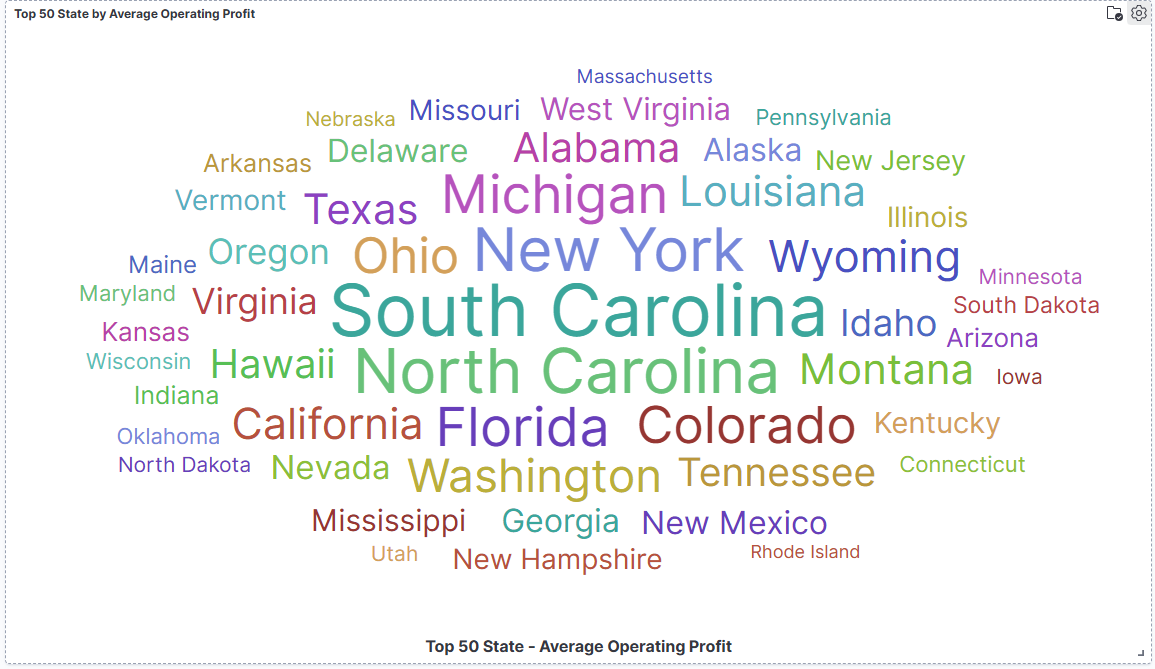 Top 50 State by Average Operating Profit
Massachusetts
Nebraska Missouri West Virginia Pennsylvania
Arkansas Delaware Alabama Alaska New Jersey
Vermont Texas Michigan Louisiana Illinois
Maine Oregon Ohio New York Wyoming Minnesota
Maryland Virginia South Carolina Idaho South Dakota
Kansas Arizona
Wisconsin Hawaii North Carolina Montana Iowa
Indiana
Oklahoma California Florida Colorado Kentucky
North Dakota Nevada Washington Tennessee Connecticut
Mississippi Georgia New Mexico
Utah New Hampshire Rhode Island
Top 50 State - Average Operating Profit